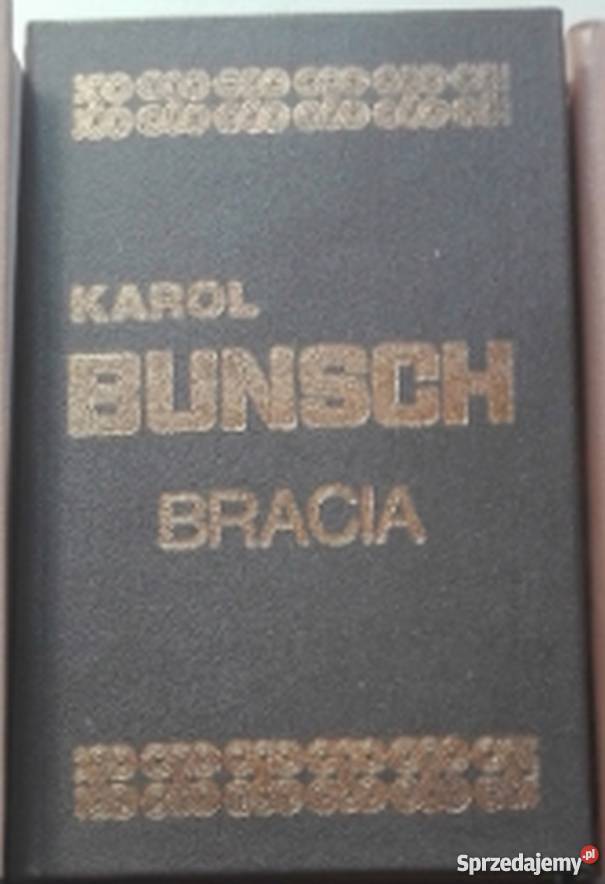 KAROL
BUNSCH
BRACIA
Sprzedajemy.pl